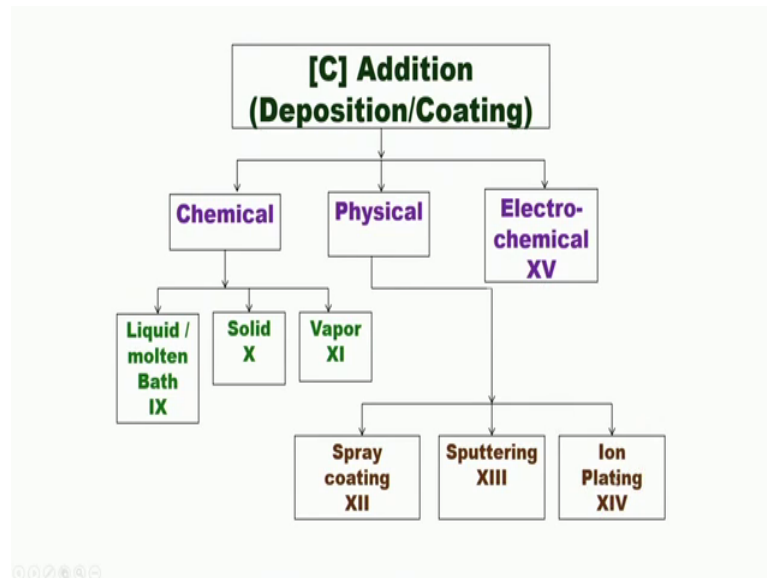 [C] Addition
(Deposition/Coating)
Chemical
Physical
Electro-
chemical
XV
Liquid /
molten
Bath
IX
Solid
X
Vapor
XI
Spray
coating
XII
Sputtering
XIII
Ion
Plating
XIV